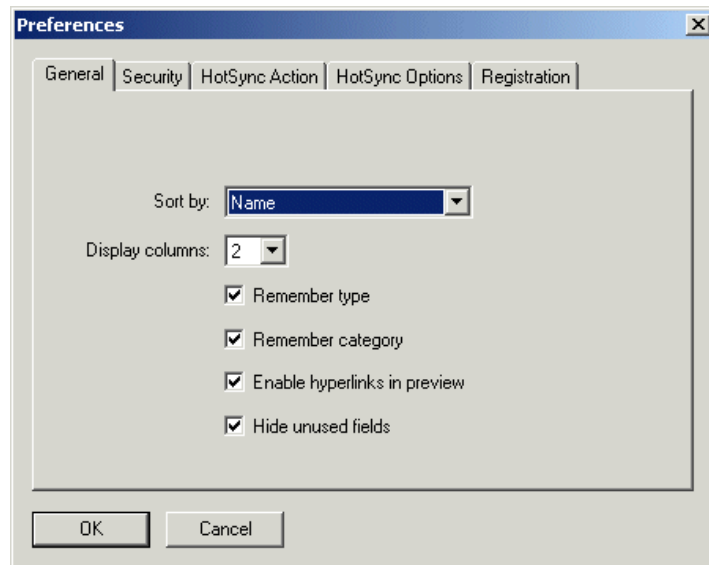 Preferences
General Security HotSync Action HotSync Options Registration
Sort by: Name
Display columns: 2
Remember type
Remember category
Enable hyperlinks in preview
Hide unused fields
OK Cancel